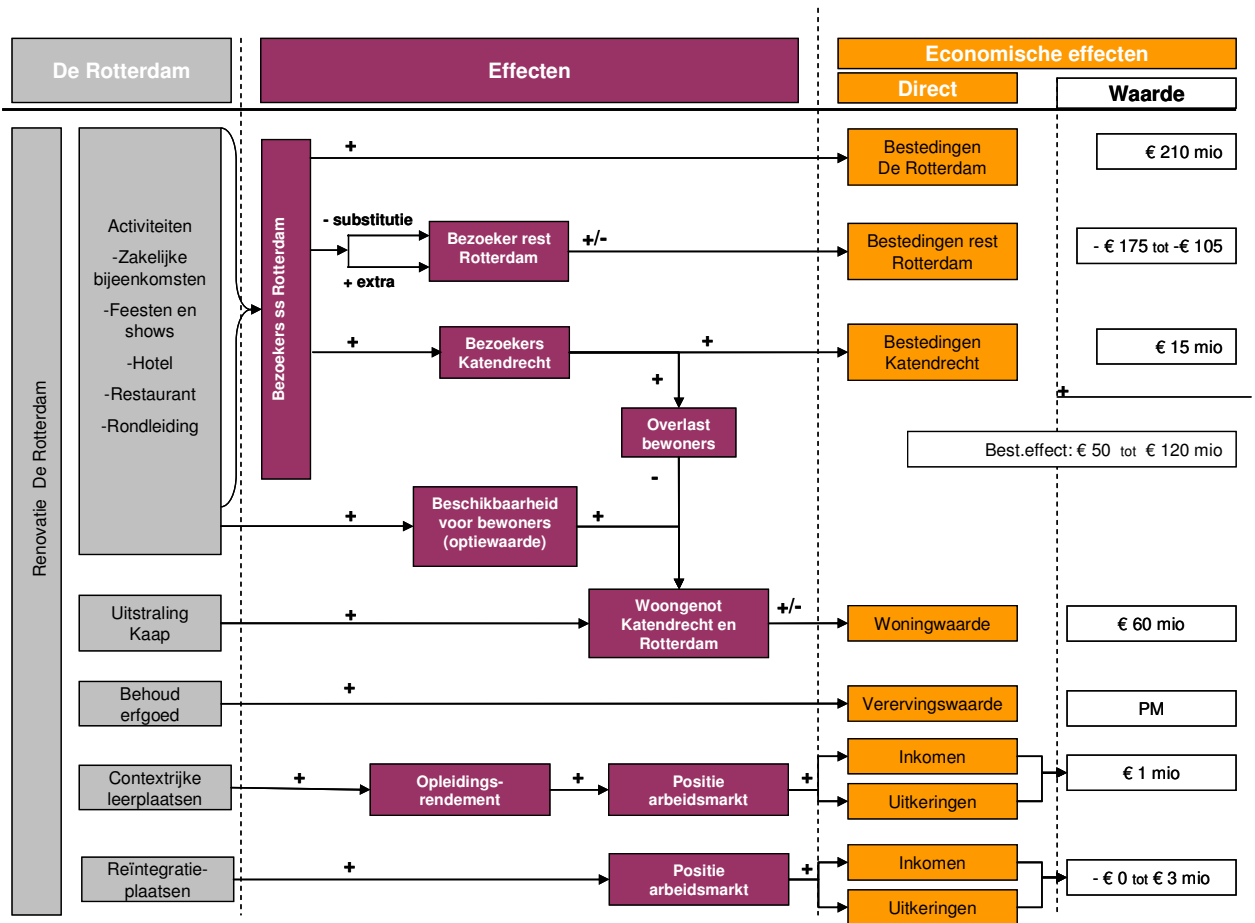 De Rotterdam
Effecten
Economische effecten
Direct
Waarde
Renovatie De Rotterdam
Activiteiten
-Zakelijke
bijeenkomsten
-Feesten en
shows
-Hotel
-Restaurant
-Rondleiding
Bezoekers ss Rotterdam
+
Bestedingen
De Rotterdam
€ 210 mio
- substitutie
+ extra
Bezoeker rest
Rotterdam
+/-
Bestedingen rest
Rotterdam
- € 175 tot -€ 105
+
Bezoekers
Katendrecht
+
Bestedingen
Katendrecht
€ 15 mio
+
+
Overlast
bewoners
-
Best.effect: € 50 tot € 120 mio
+
Beschikbaarheid
voor bewoners
(optiewaarde)
+
Uitstraling
Kaap
+
Woongenot
Katendrecht en
Rotterdam
+/-
Woningwaarde
€ 60 mio
Behoud
erfgoed
+
Verervingswaarde
PM
Contextrijke
leerplaatsen
+
Opleidings-
rendement
+
Positie
arbeidsmarkt
+
Inkomen
Uitkeringen
€ 1 mio
Reïntegratie-
plaatsen
+
Positie
arbeidsmarkt
+
Inkomen
Uitkeringen
- € 0 tot € 3 mio